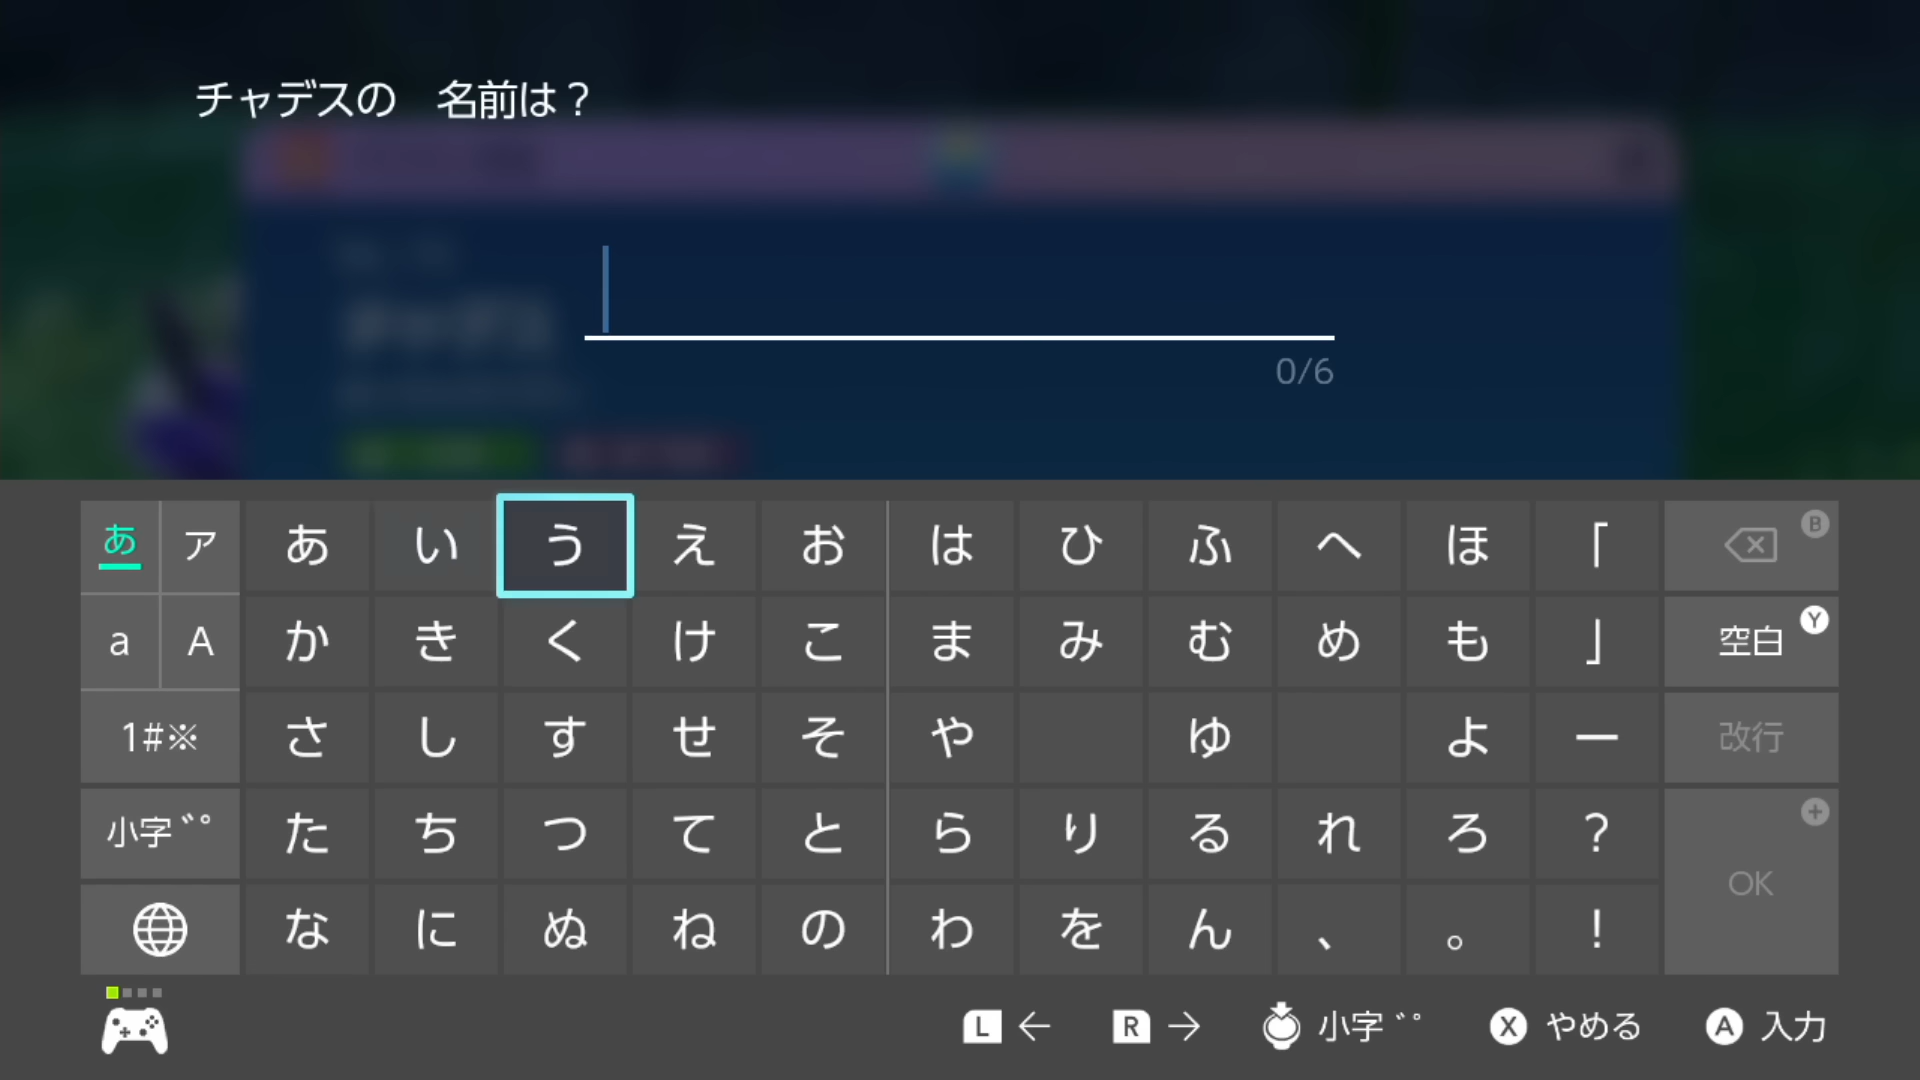 チャデスの 名前は？
0/6
あ ア あ い う え お は ひ ふ へ ほ 「 B
a A か き く け こ ま み む め も 」 空白 Y
1#※ さ し す せ そ や ゆ よ ー 改行
小字゛゜ た ち つ て と ら り る れ ろ ？ + OK
な に ぬ ね の わ を ん 、 。 ！
L ← R → 小字゛゜ X やめる A 入力